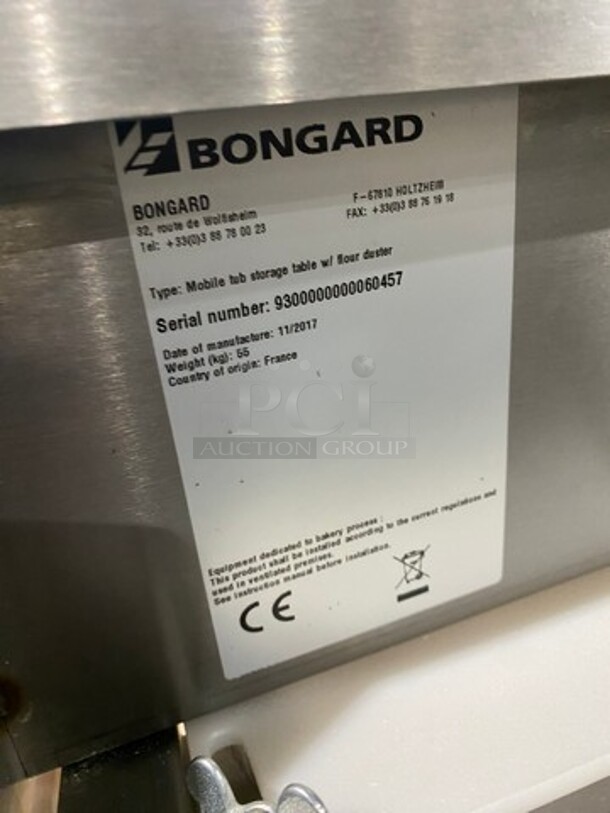 BONGARD
BONGARD
32, route de Wolfisheim
F-67810 HOLTZHEIM
Tel: +33(0)3 88 78 00 23
FAX: +33(0)3 88 76 19 18
Type: Mobile tub storage table w/ flour duster
Serial number: 9300000000060457
Date of manufacture: 11/2017
Weight (kg): 55
Country of origin: France
PCI
AUCTION GROUP
Equipment dedicated to bakery process :
This product shall be installed according to the current regulations and
used in ventilated premises.
See instruction manual before installation.
CE